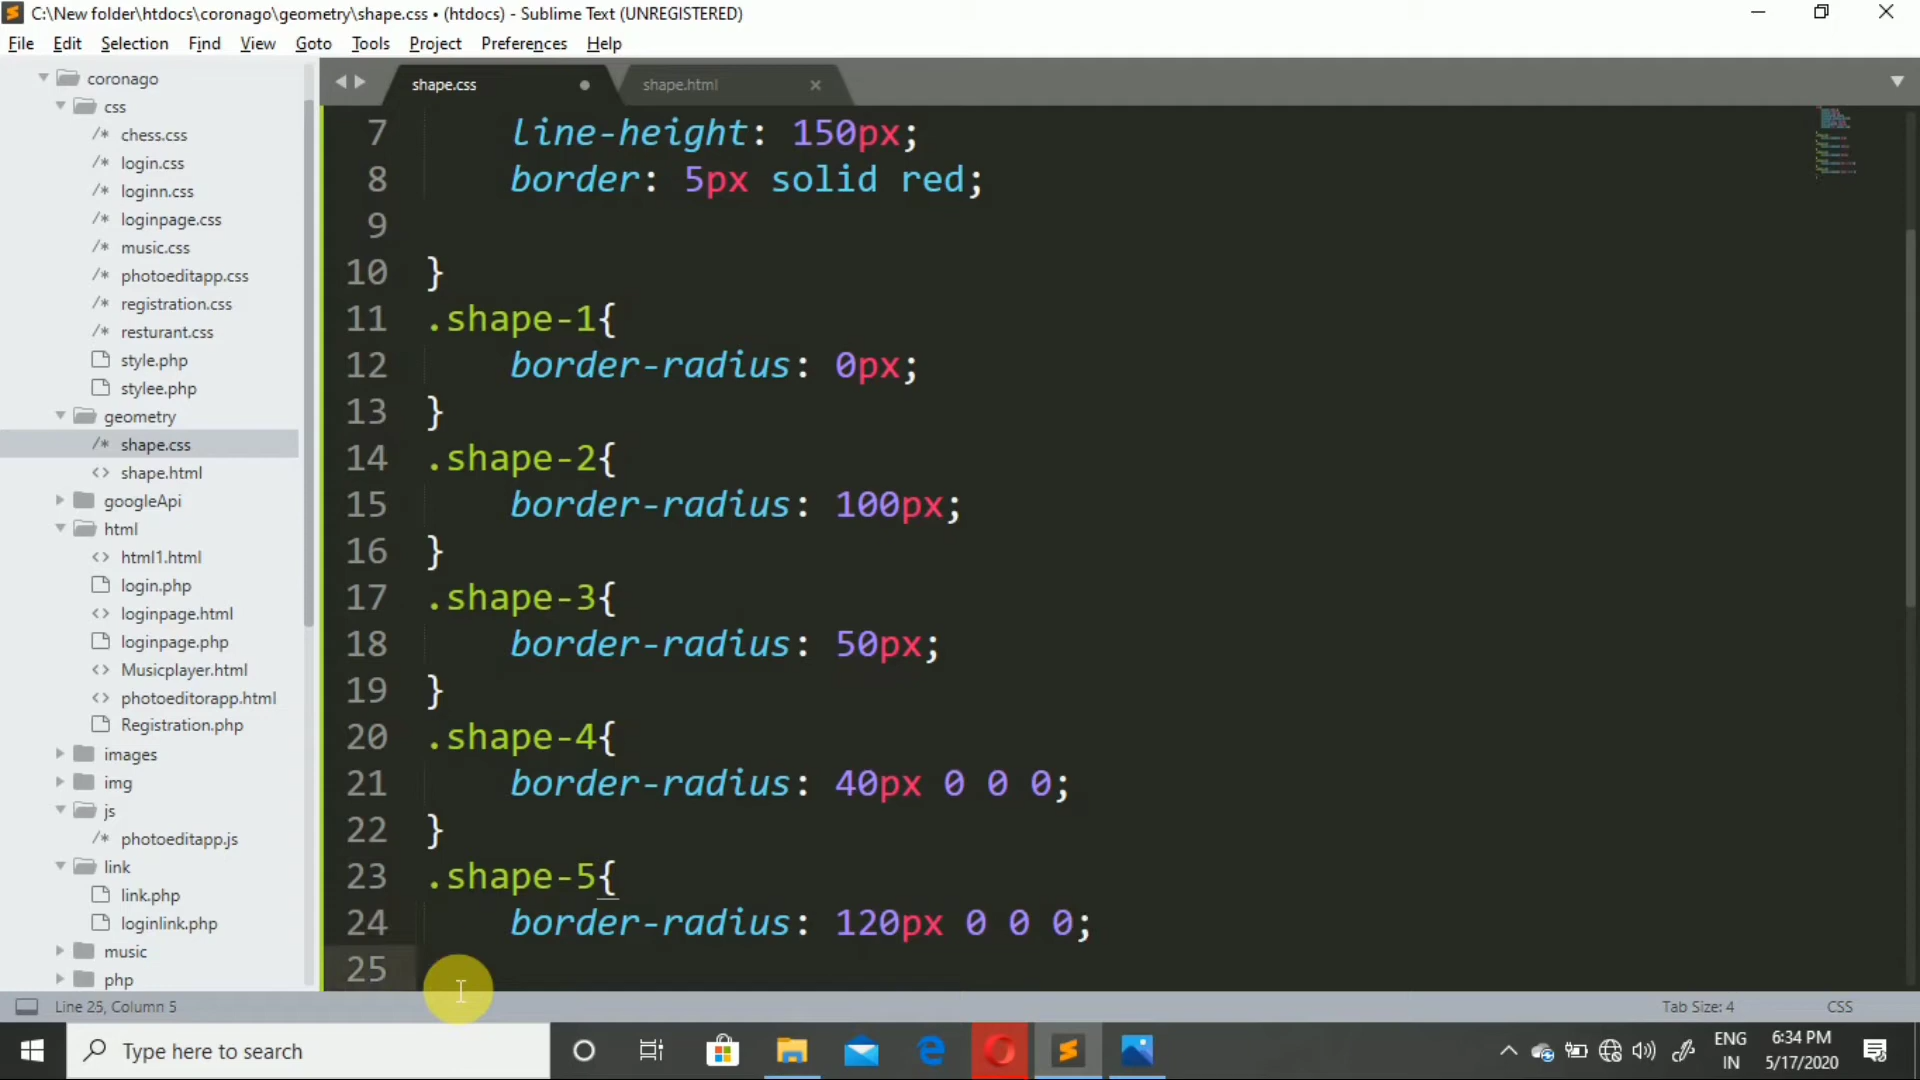 C:\New folder\htdocs\coronago\geometry\shape.css • (htdocs) - Sublime Text (UNREGISTERED)
File Edit Selection Find View Goto Tools Project Preferences Help
coronago
css
/* chess.css
/* login.css
/* loginn.css
/* loginpage.css
/* music.css
/* photoeditapp.css
/* registration.css
/* resturant.css
style.php
stylee.php
geometry
/* shape.css
<> shape.html
googleApi
html
<> html1.html
login.php
<> loginpage.html
loginpage.php
<> Musicplayer.html
<> photoeditorapp.html
Registration.php
images
img
js
/* photoeditapp.js
link
link.php
loginlink.php
music
php
shape.css shape.html
7 line-height: 150px;
8 border: 5px solid red;
9
10 }
11 .shape-1{
12 border-radius: 0px;
13 }
14 .shape-2{
15 border-radius: 100px;
16 }
17 .shape-3{
18 border-radius: 50px;
19 }
20 .shape-4{
21 border-radius: 40px 0 0 0;
22 }
23 .shape-5{
24 border-radius: 120px 0 0 0;
25
Line 25, Column 5 Tab Size: 4 CSS
Type here to search
ENG
IN
6:34 PM
5/17/2020